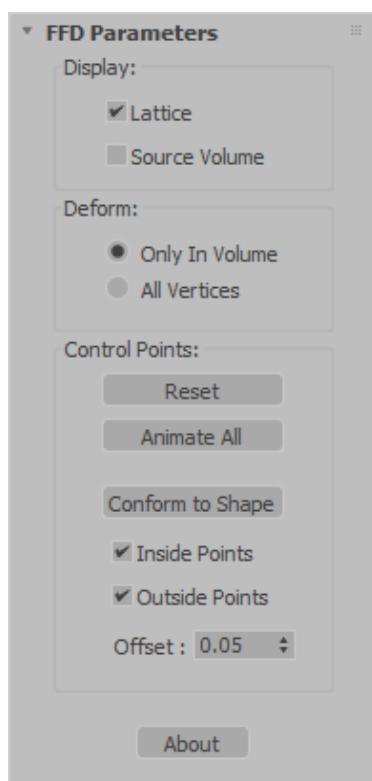 FFD Parameters
Display:
Lattice
Source Volume
Deform:
Only In Volume
All Vertices
Control Points:
Reset
Animate All
Conform to Shape
Inside Points
Outside Points
Offset : 0.05
About